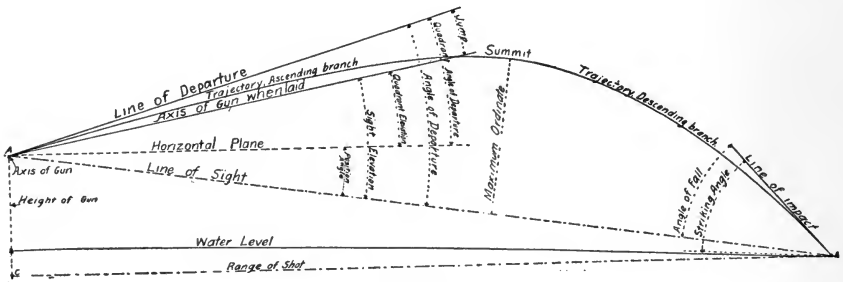 Jump.
Quadrant Angle of Departure
Summit
Line of Departure
Trajectory, Ascending branch
Axis of Gun when laid
Trajectory, Descending branch
Quadrant Elevation
Angle of Departure
Sight Elevation
Maximum Ordinate
A
Horizontal Plane
Line of Sight
Axis of Gun
Height of Gun
Angle of Fall
Striking Angle
Line of Impact
Water Level
C
Range of Shot